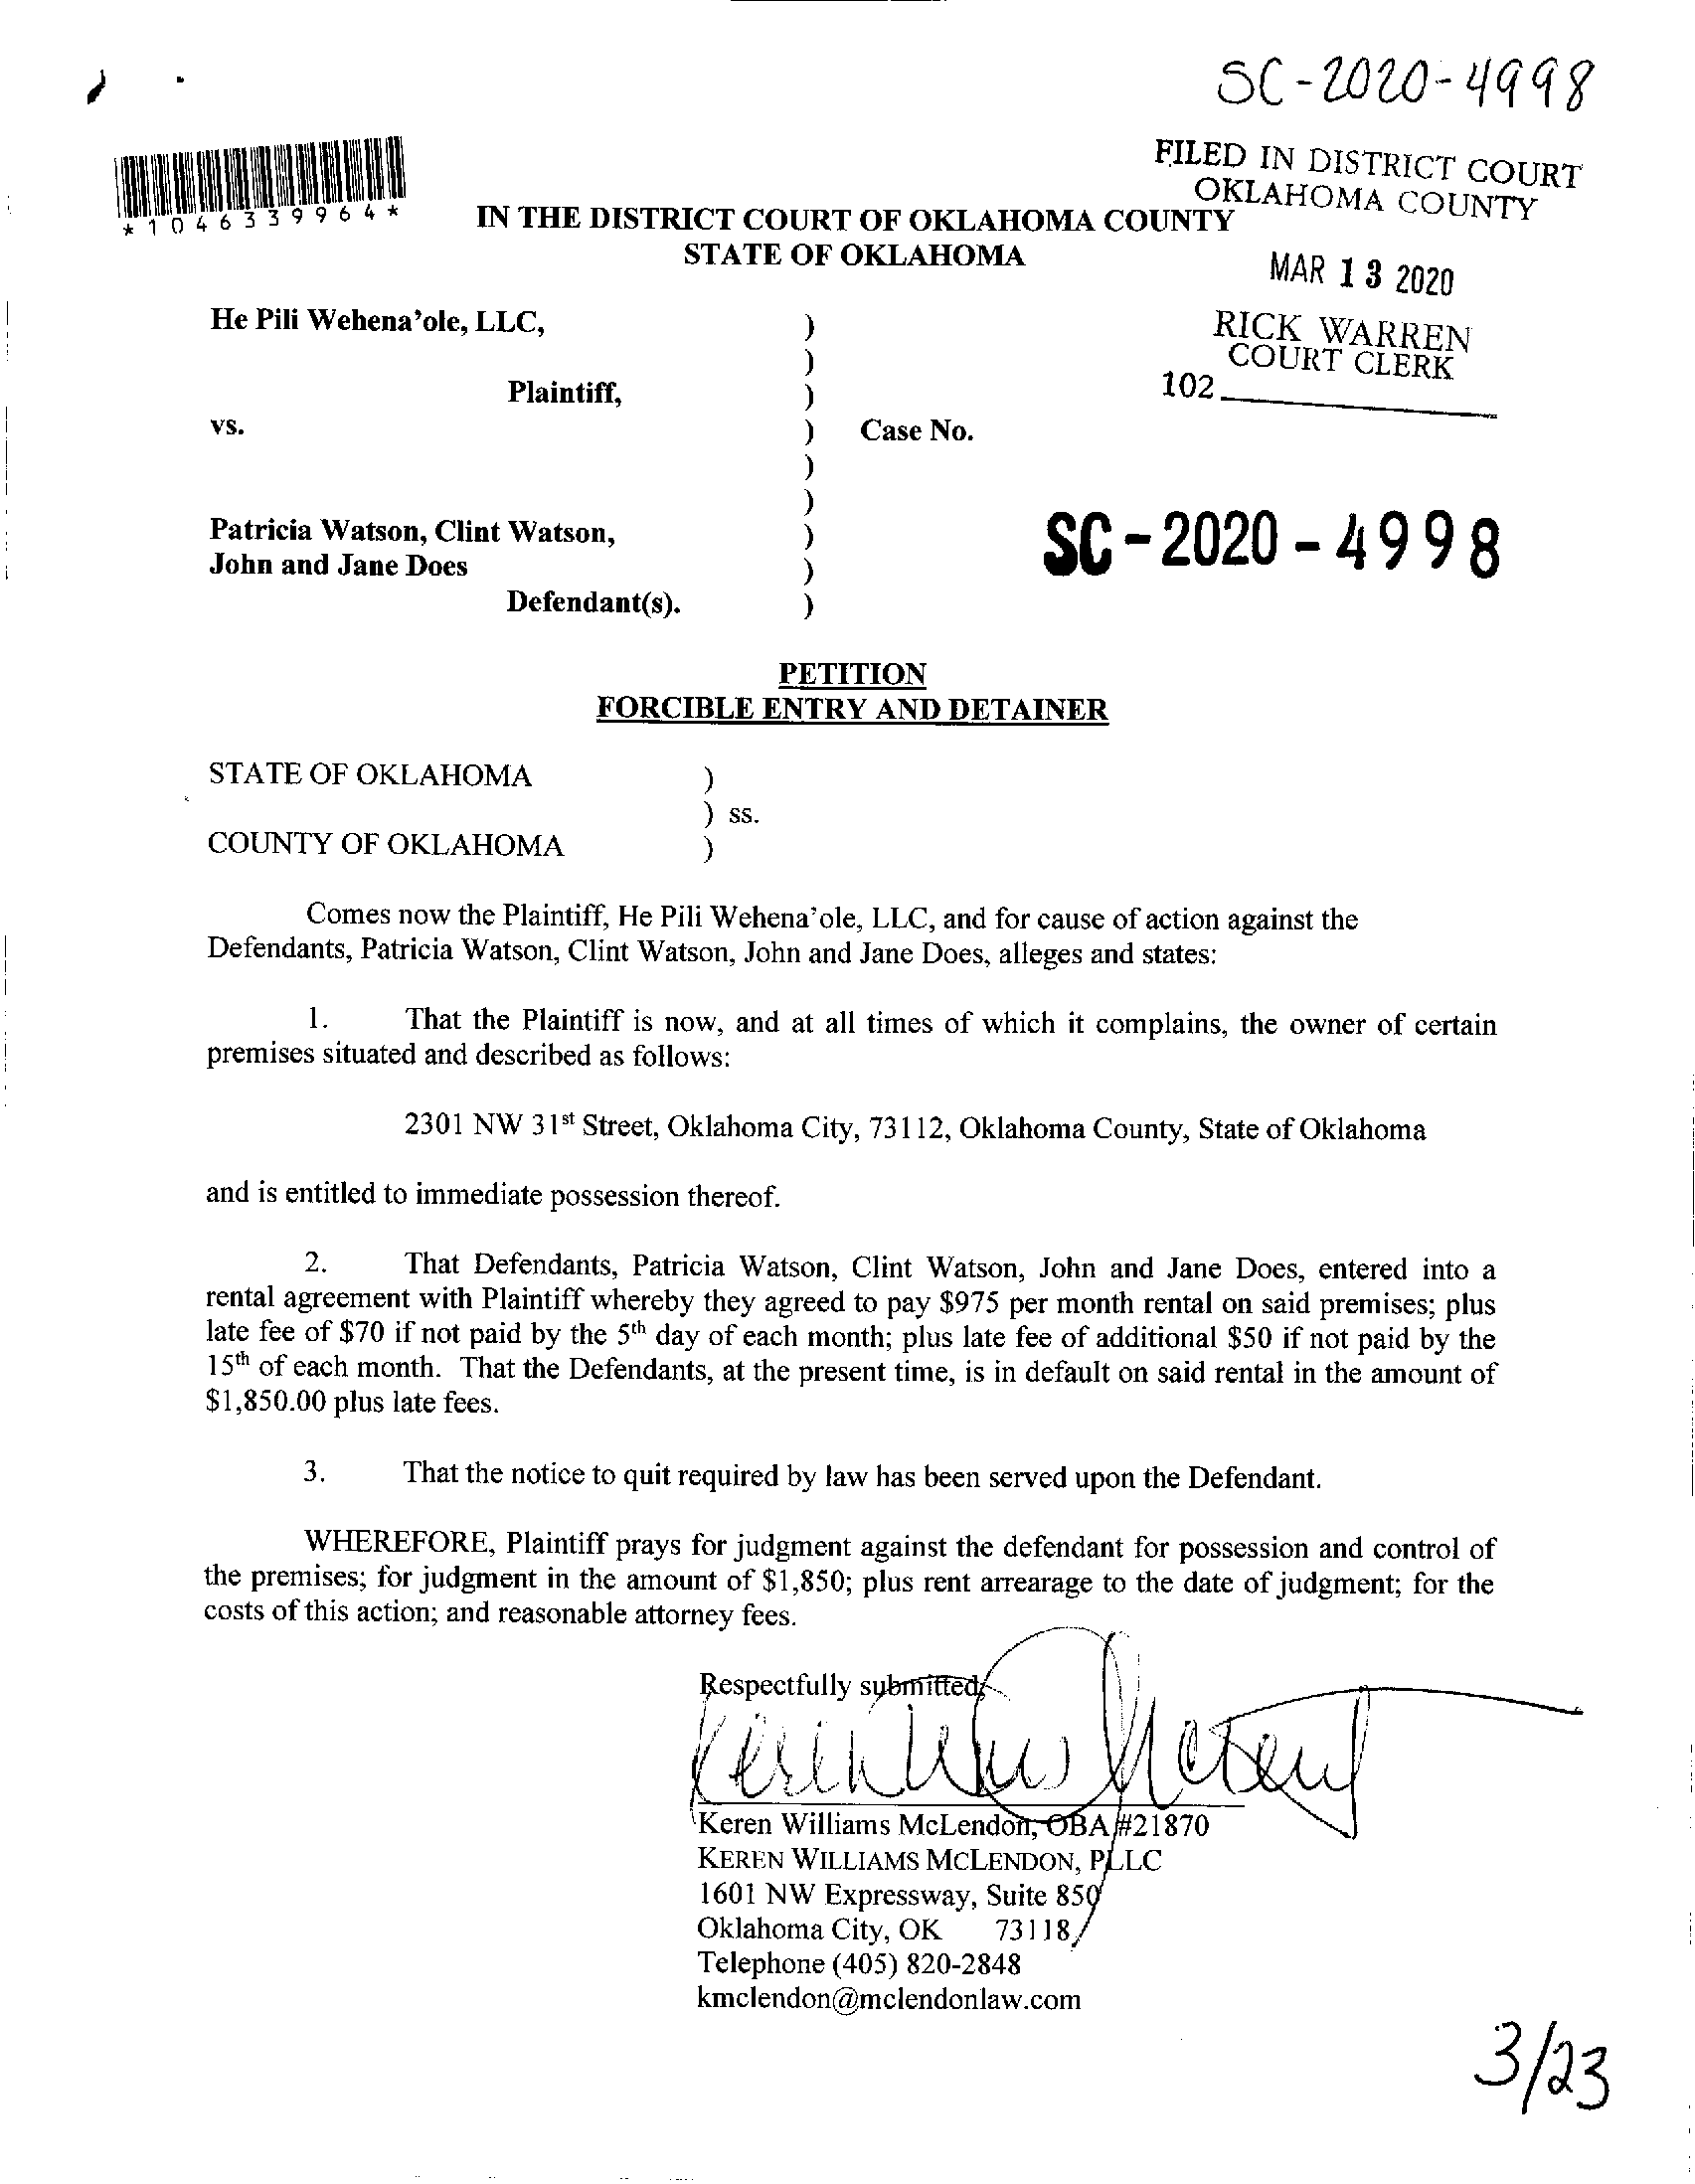 SC-2020-4998
FILED IN DISTRICT COURT
OKLAHOMA COUNTY
*1046339964*
IN THE DISTRICT COURT OF OKLAHOMA COUNTY
STATE OF OKLAHOMA
MAR 13 2020
RICK WARREN
COURT CLERK
102
He Pili Wehena’ole, LLC, )
)
Plaintiff, )
vs. ) Case No.
)
)
Patricia Watson, Clint Watson, )
SC-2020-4998
John and Jane Does )
Defendant(s). )
PETITION
FORCIBLE ENTRY AND DETAINER
STATE OF OKLAHOMA )
) ss.
COUNTY OF OKLAHOMA )
Comes now the Plaintiff, He Pili Wehena’ole, LLC, and for cause of action against the
Defendants, Patricia Watson, Clint Watson, John and Jane Does, alleges and states:
1. That the Plaintiff is now, and at all times of which it complains, the owner of certain
premises situated and described as follows:
2301 NW 31st Street, Oklahoma City, 73112, Oklahoma County, State of Oklahoma
and is entitled to immediate possession thereof.
2. That Defendants, Patricia Watson, Clint Watson, John and Jane Does, entered into a
rental agreement with Plaintiff whereby they agreed to pay $975 per month rental on said premises; plus
late fee of $70 if not paid by the 5th day of each month; plus late fee of additional $50 if not paid by the
15th of each month. That the Defendants, at the present time, is in default on said rental in the amount of
$1,850.00 plus late fees.
3. That the notice to quit required by law has been served upon the Defendant.
WHEREFORE, Plaintiff prays for judgment against the defendant for possession and control of
the premises; for judgment in the amount of $1,850; plus rent arrearage to the date of judgment; for the
costs of this action; and reasonable attorney fees.
Respectfully submitted,
Keren Williams McLendon, OBA #21870
KEREN WILLIAMS MCLENDON, PLLC
1601 NW Expressway, Suite 850
Oklahoma City, OK 73118
Telephone (405) 820-2848
kmclendon@mclendonlaw.com
3/23